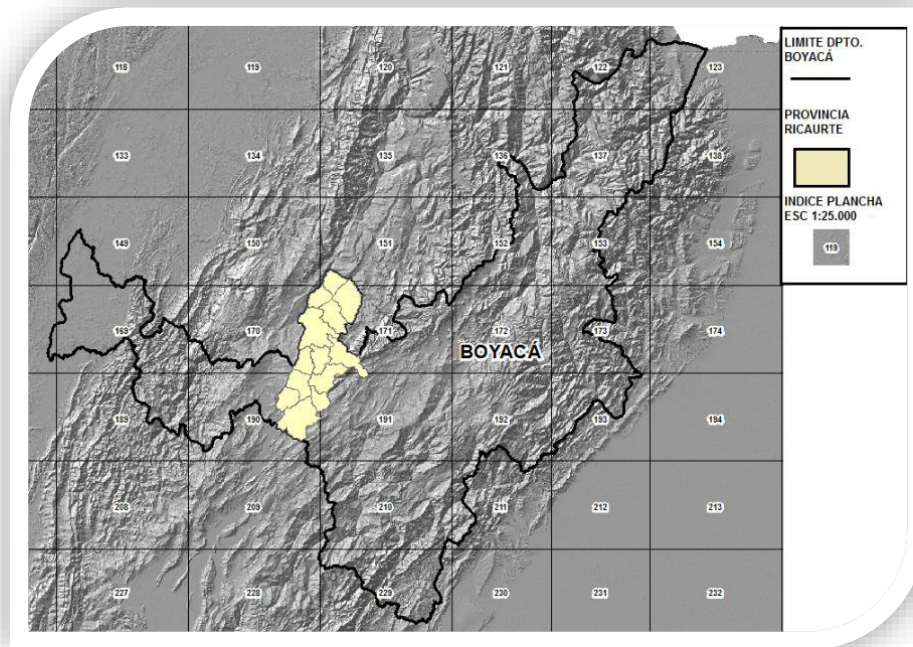 118 119 120 121 122 123
133 134 135 136 137 138
149 150 151 152 153 154
169 170 171 172 173 174
BOYACÁ
189 190 191 192 193 194
208 209 210 211 212 213
227 228 229 230 231 232
LIMITE DPTO.
BOYACÁ
PROVINCIA
RICAURTE
INDICE PLANCHA
ESC 1:25.000
119